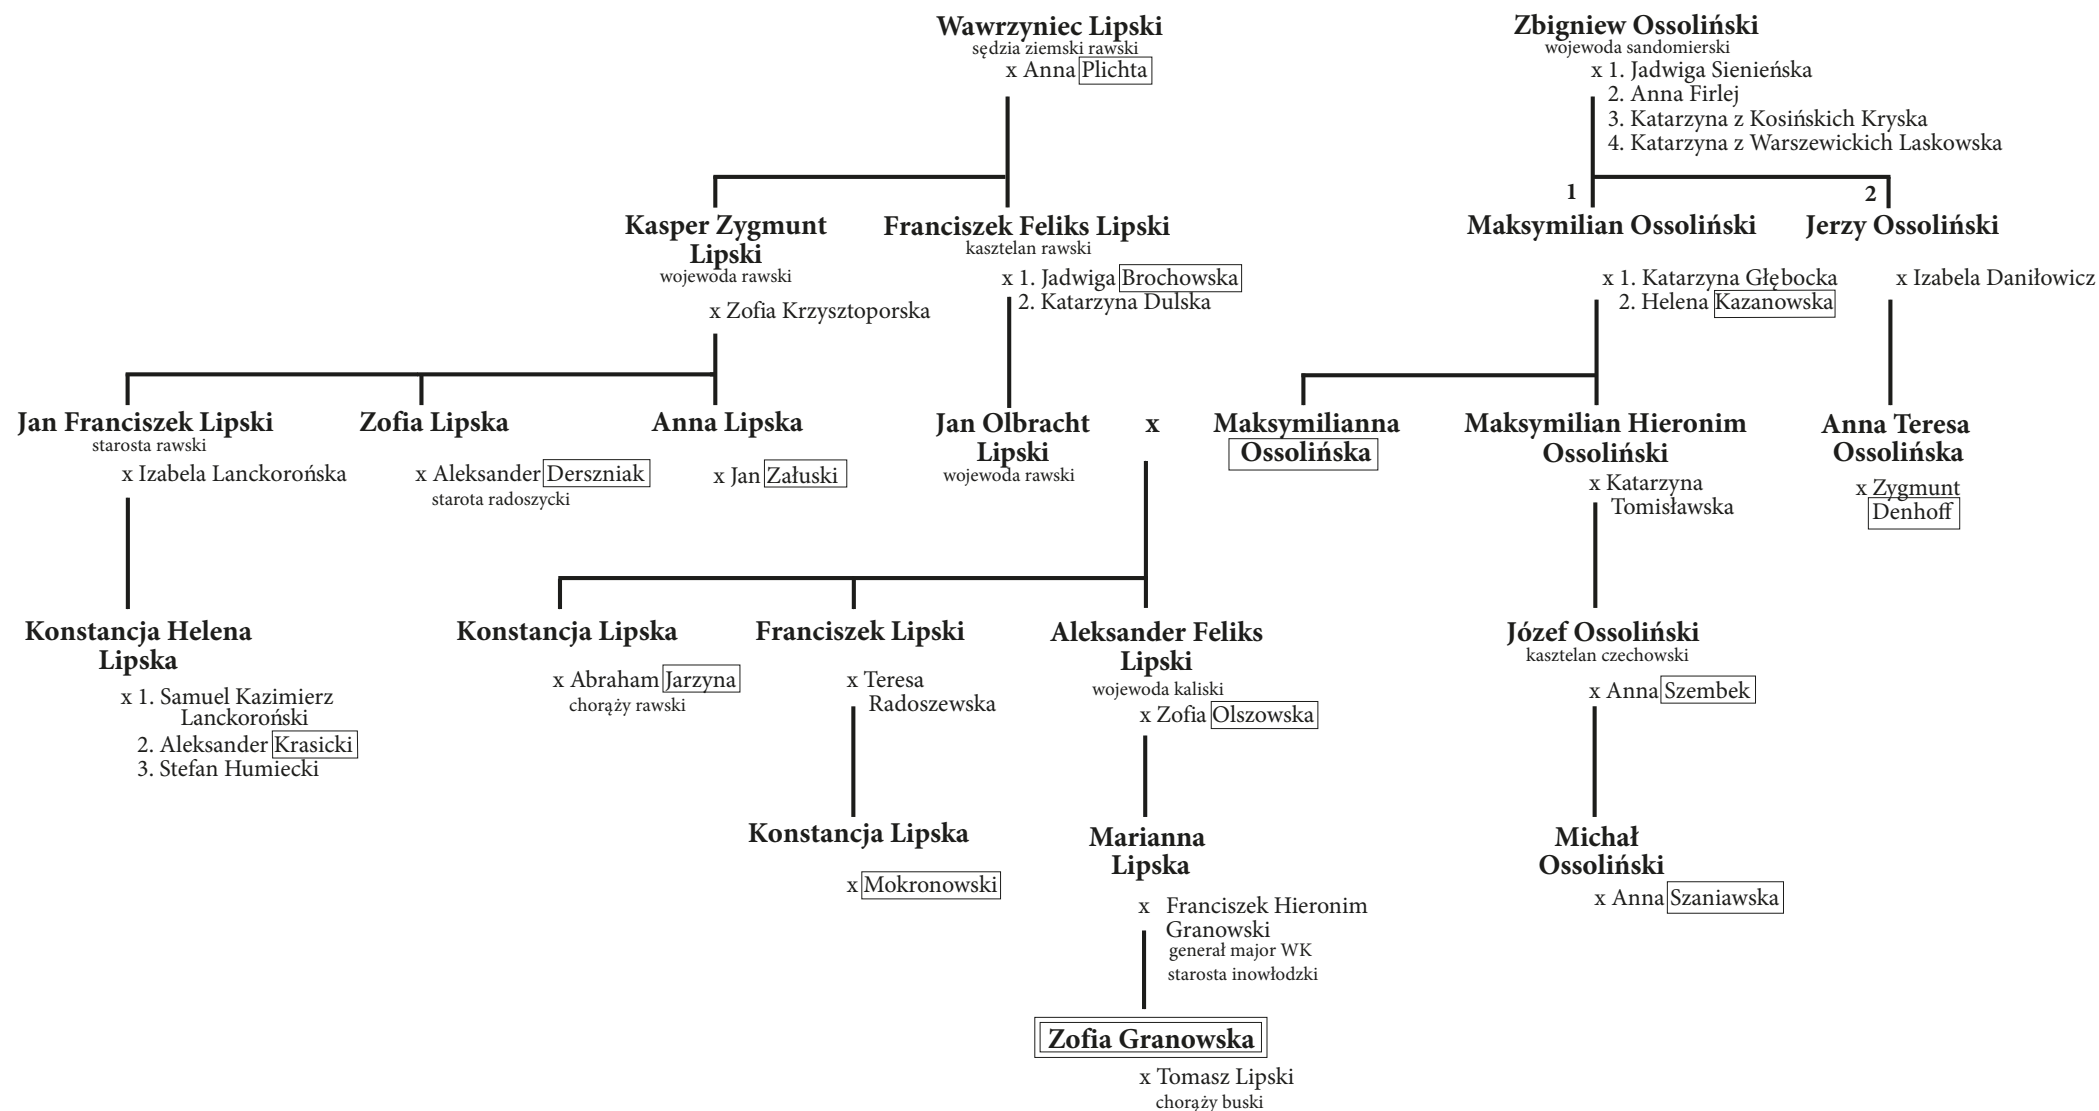 Wawrzyniec Lipski
sędzia ziemski rawski
x Anna Plichta
Zbigniew Ossoliński
wojewoda sandomierski
x 1. Jadwiga Sienieńska
2. Anna Firlej
3. Katarzyna z Kosińskich Kryska
4. Katarzyna z Warszewickich Laskowska
1
2
Kasper Zygmunt
Lipski
wojewoda rawski
x Zofia Krzysztoporska
Franciszek Feliks Lipski
kasztelan rawski
x 1. Jadwiga Brochowska
2. Katarzyna Dulska
Maksymilian Ossoliński
x 1. Katarzyna Głębocka
2. Helena Kazanowska
Jerzy Ossoliński
x Izabela Daniłowicz
Jan Franciszek Lipski
starosta rawski
x Izabela Lanckorońska
Zofia Lipska
x Aleksander Derszniak
starota radoszycki
Anna Lipska
x Jan Załuski
Jan Olbracht
Lipski
wojewoda rawski
x
Maksymilianna
Ossolińska
Maksymilian Hieronim
Ossoliński
x Katarzyna
Tomisławska
Anna Teresa
Ossolińska
x Zygmunt
Denhoff
Konstancja Helena
Lipska
x 1. Samuel Kazimierz
Lanckoroński
2. Aleksander Krasicki
3. Stefan Humiecki
Konstancja Lipska
x Abraham Jarzyna
chorąży rawski
Franciszek Lipski
x Teresa
Radoszewska
Aleksander Feliks
Lipski
wojewoda kaliski
x Zofia Olszowska
Józef Ossoliński
kasztelan czechowski
x Anna Szembek
Konstancja Lipska
x Mokronowski
Marianna
Lipska
x Franciszek Hieronim
Granowski
generał major WK
starosta inowłodzki
Michał
Ossoliński
x Anna Szaniawska
Zofia Granowska
x Tomasz Lipski
chorąży buski